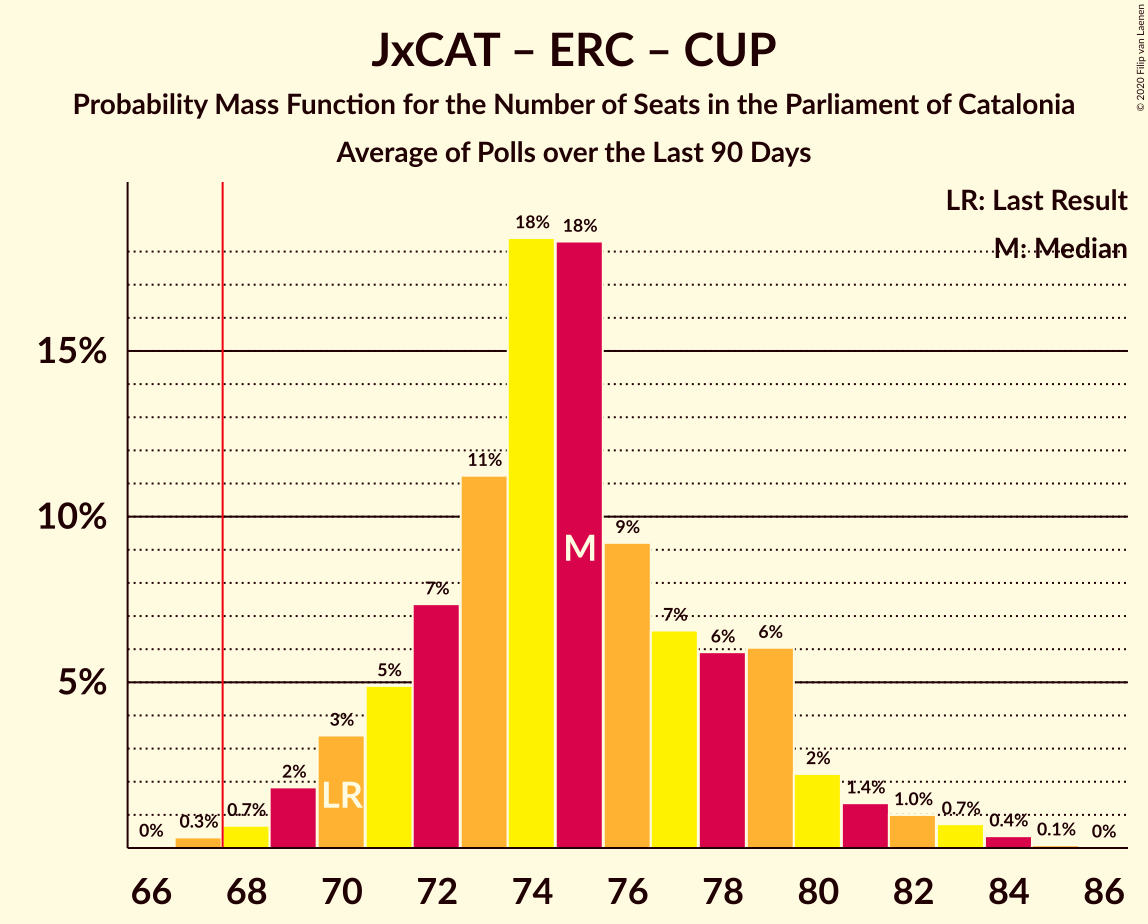 JxCAT – ERC – CUP
Probability Mass Function for the Number of Seats in the Parliament of Catalonia
Average of Polls over the Last 90 Days
© 2020 Filip van Laenen
LR: Last Result
M: Median
15%
10%
5%
0%
0.3%
0.7%
2%
3%
5%
7%
11%
18%
18%
9%
7%
6%
6%
2%
1.4%
1.0%
0.7%
0.4%
0.1%
0%
LR
M
66 68 70 72 74 76 78 80 82 84 86